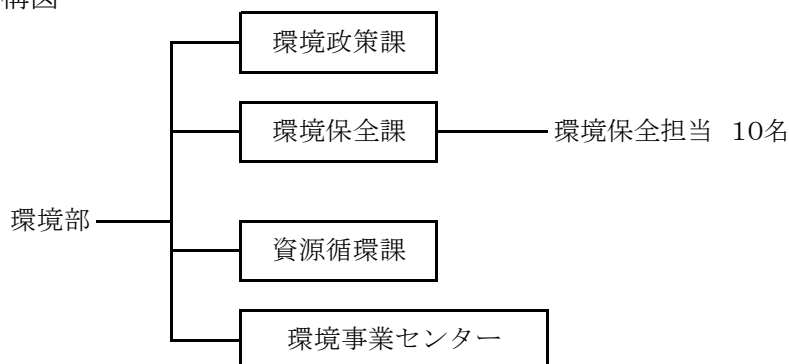 構図
環境政策課
環境保全課
環境保全担当 10名
環境部
資源循環課
環境事業センター